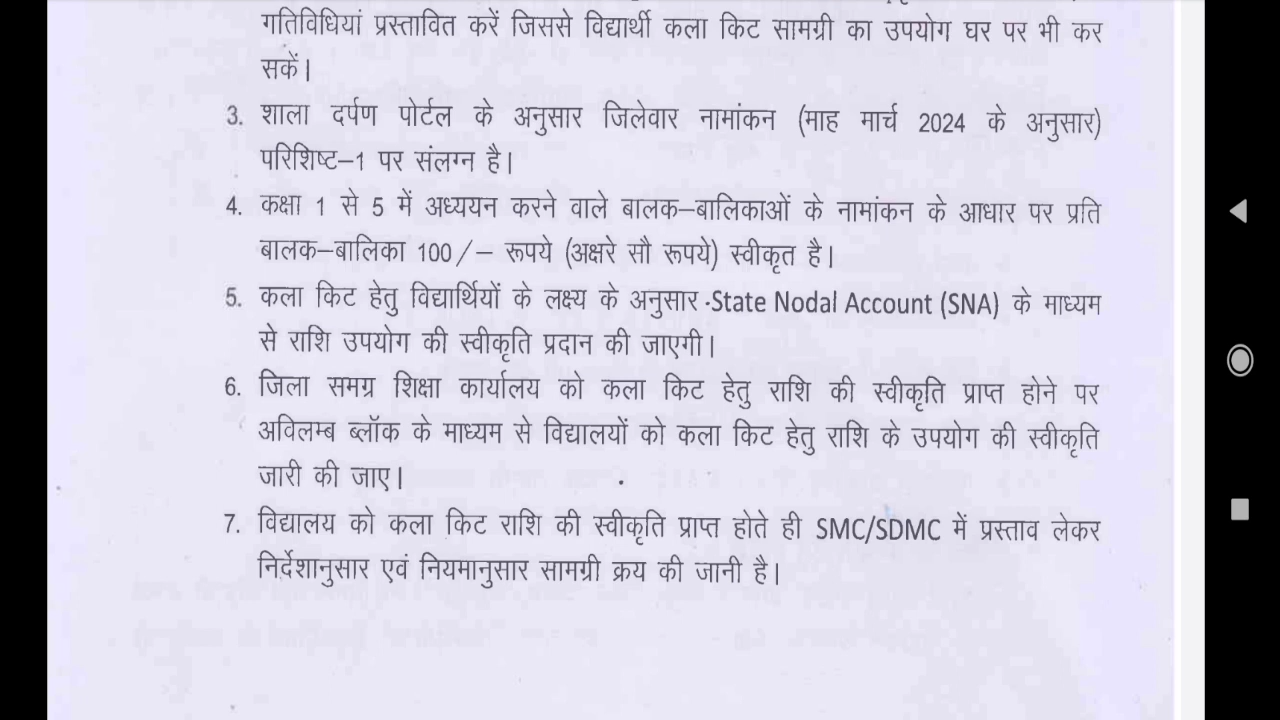 गतिविधियां प्रस्तावित करें जिससे विद्यार्थी कला किट सामग्री का उपयोग घर पर भी कर
सकें।
3. शाला दर्पण पोर्टल के अनुसार जिलेवार नामांकन (माह मार्च 2024 के अनुसार)
परिशिष्ट–1 पर संलग्न है।
4. कक्षा 1 से 5 में अध्ययन करने वाले बालक–बालिकाओं के नामांकन के आधार पर प्रति
बालक–बालिका 100/– रूपये (अक्षरे सौ रूपये) स्वीकृत है।
5. कला किट हेतु विद्यार्थियों के लक्ष्य के अनुसार State Nodal Account (SNA) के माध्यम
से राशि उपयोग की स्वीकृति प्रदान की जाएगी।
6. जिला समग्र शिक्षा कार्यालय को कला किट हेतु राशि की स्वीकृति प्राप्त होने पर
अविलम्ब ब्लॉक के माध्यम से विद्यालयों को कला किट हेतु राशि के उपयोग की स्वीकृति
जारी की जाए।
7. विद्यालय को कला किट राशि की स्वीकृति प्राप्त होते ही SMC/SDMC में प्रस्ताव लेकर
निर्देशानुसार एवं नियमानुसार सामग्री क्रय की जानी है।